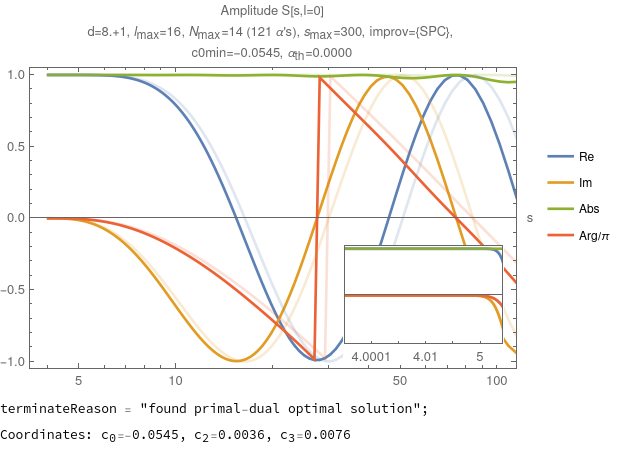 Amplitude S[s,l=0]
d=8.+1, lmax=16, Nmax=14 (121 α's), smax=300, improv={SPC},
c0min=-0.0545, αth=0.0000
1.0
0.5
0.0
-0.5
-1.0
5
10
50
100
s
4.0001
4.01
5
Re
Im
Abs
Arg/π
terminateReason = "found primal-dual optimal solution";
Coordinates: c0=-0.0545, c2=0.0036, c3=0.0076